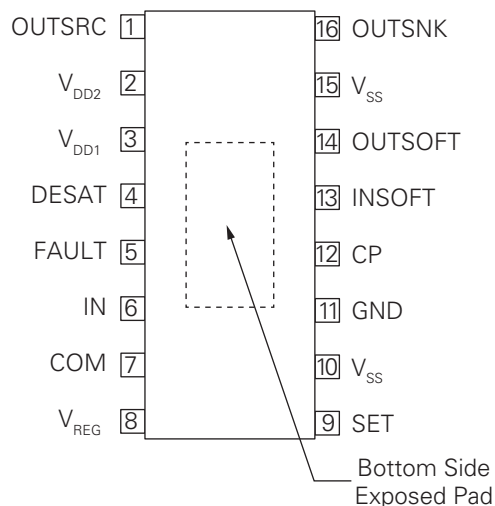 OUTSRC 1 16 OUTSNK
VDD2 2 15 VSS
VDD1 3 14 OUTSOFT
DESAT 4 13 INSOFT
FAULT 5 12 CP
IN 6 11 GND
COM 7 10 VSS
VREG 8 9 SET
Bottom Side
Exposed Pad